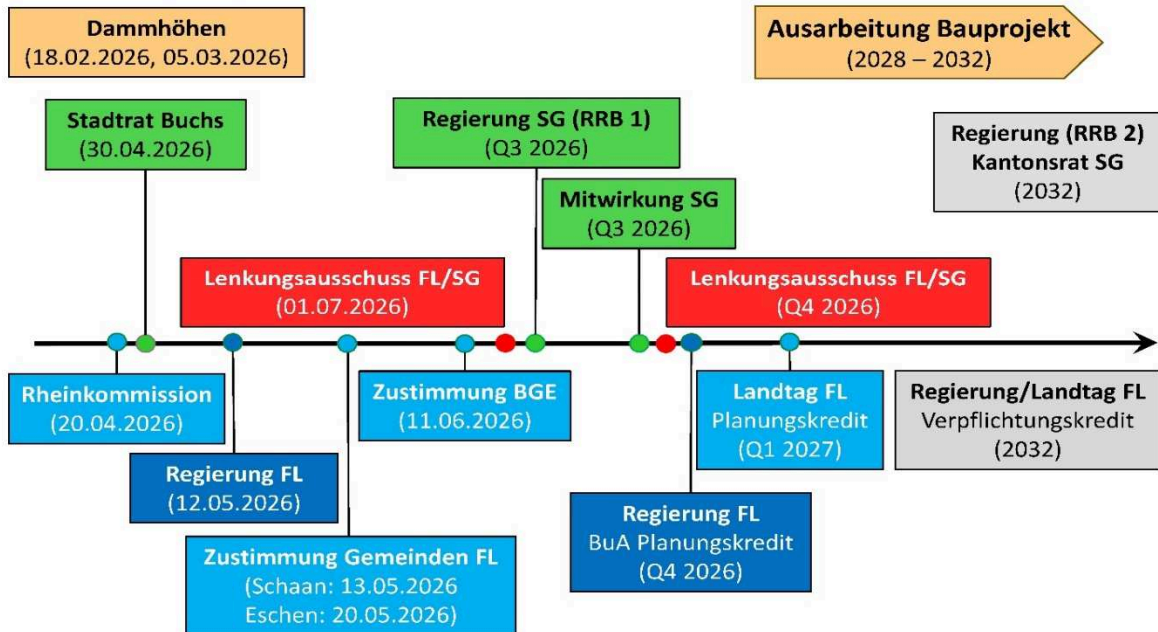 Dammhöhen
(18.02.2026, 05.03.2026)
Ausarbeitung Bauprojekt
(2028 – 2032)
Stadtrat Buchs
(30.04.2026)
Regierung SG (RRB 1)
(Q3 2026)
Regierung (RRB 2)
Kantonsrat SG
(2032)
Mitwirkung SG
(Q3 2026)
Lenkungsausschuss FL/SG
(01.07.2026)
Lenkungsausschuss FL/SG
(Q4 2026)
Rheinkommission
(20.04.2026)
Zustimmung BGE
(11.06.2026)
Landtag FL
Planungskredit
(Q1 2027)
Regierung/Landtag FL
Verpflichtungskredit
(2032)
Regierung FL
(12.05.2026)
Regierung FL
BuA Planungskredit
(Q4 2026)
Zustimmung Gemeinden FL
(Schaan: 13.05.2026
Eschen: 20.05.2026)